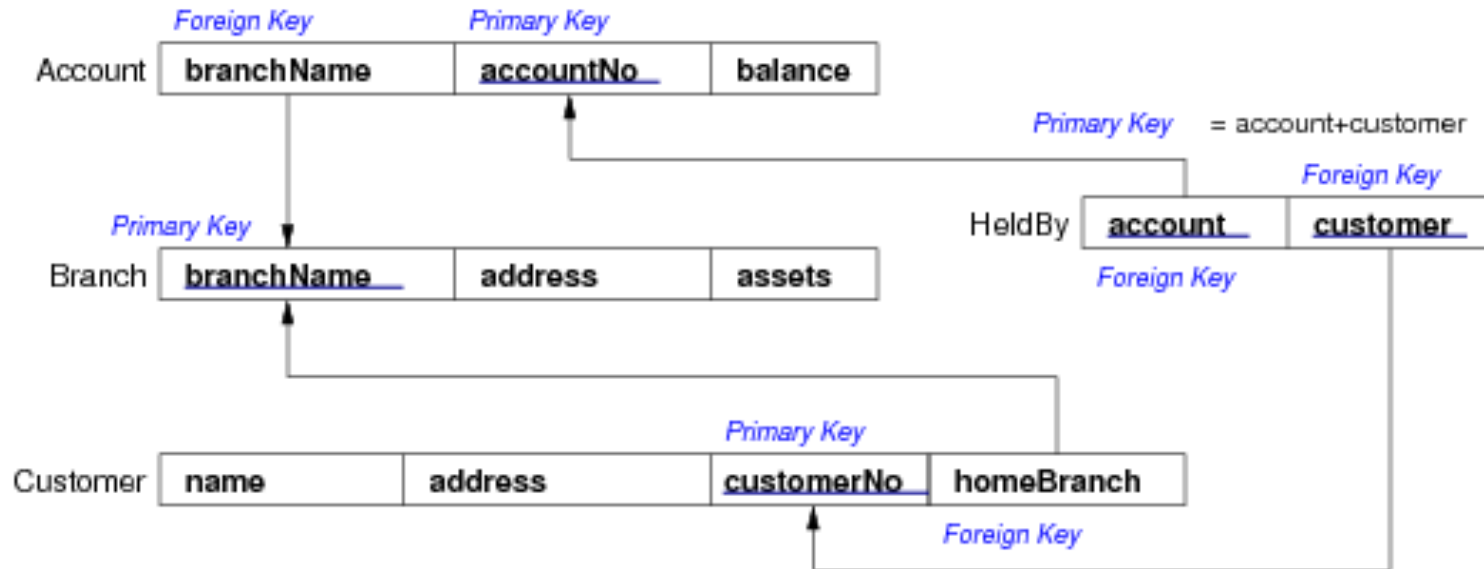 Foreign Key Primary Key
Account branchName accountNo balance
Primary Key = account+customer
Foreign Key
Primary Key
HeldBy account customer
Branch branchName address assets
Foreign Key
Primary Key
Customer name address customerNo homeBranch
Foreign Key